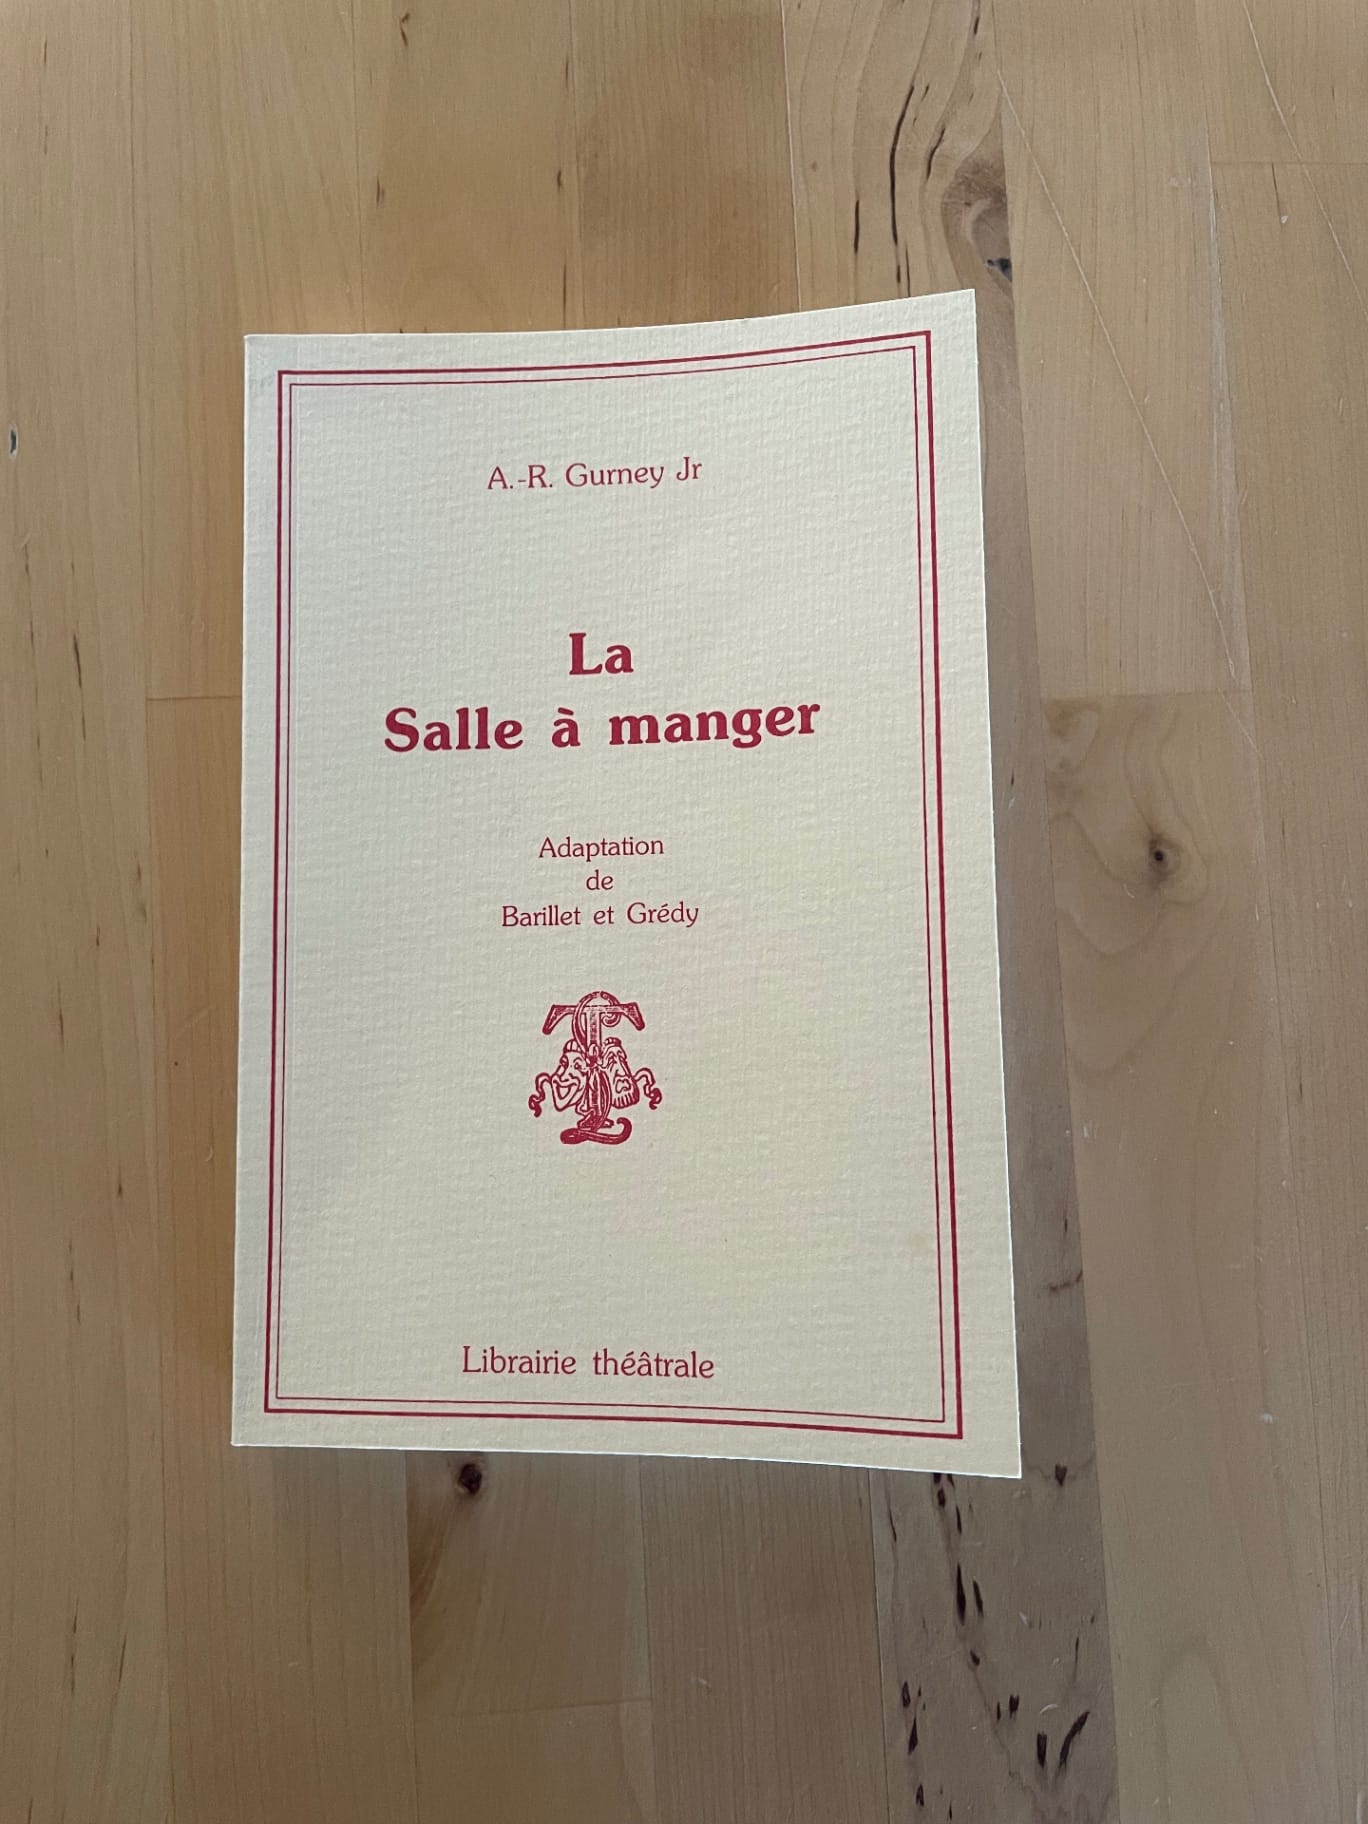 A.-R. Gurney Jr
La
Salle à manger
Adaptation
de
Barillet et Grédy
Librairie théâtrale